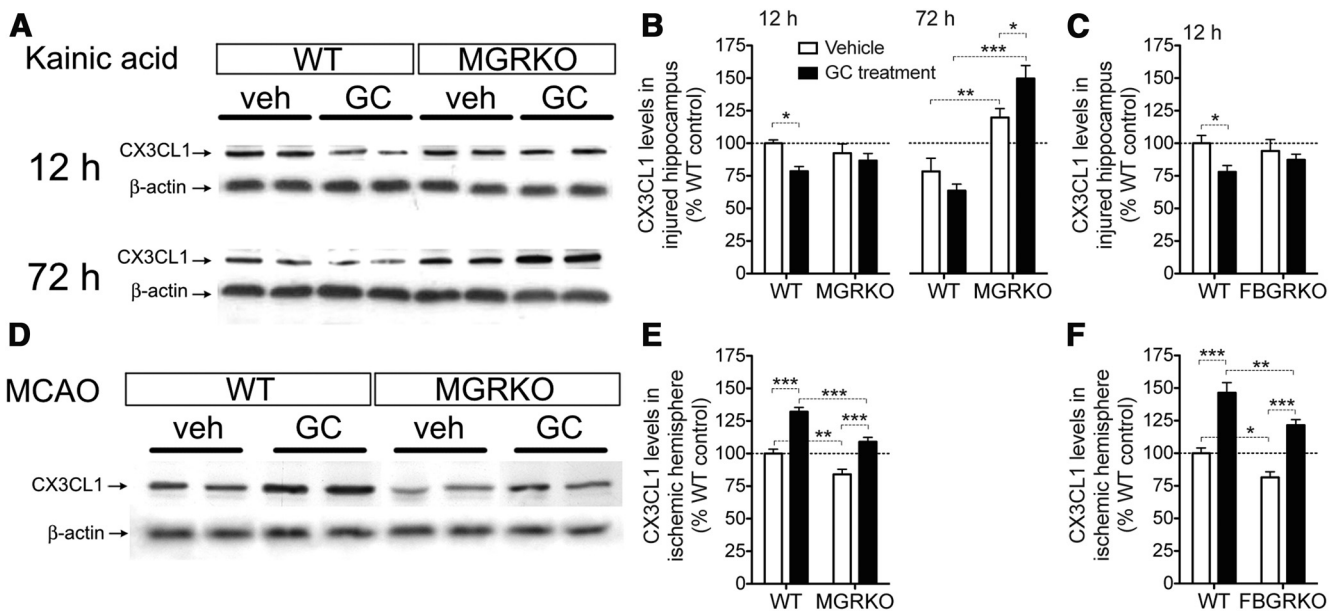 A
Kainic acid
WT
MGRKO
veh
GC
veh
GC
12 h
CX3CL1
β-actin
72 h
CX3CL1
β-actin
B
12 h
72 h
CX3CL1 levels in
injured hippocampus
(% WT control)
175
150
125
100
75
50
25
0
Vehicle
GC treatment
*
**
***
*
WT
MGRKO
WT
MGRKO
C
12 h
CX3CL1 levels in
injured hippocampus
(% WT control)
175
150
125
100
75
50
25
0
*
WT
FBGRKO
D
MCAO
WT
MGRKO
veh
GC
veh
GC
CX3CL1
β-actin
E
CX3CL1 levels in
ischemic hemisphere
(% WT control)
175
150
125
100
75
50
25
0
***
***
***
**
WT
MGRKO
F
CX3CL1 levels in
ischemic hemisphere
(% WT control)
175
150
125
100
75
50
25
0
***
**
***
*
WT
FBGRKO